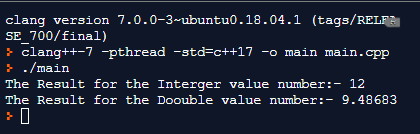 clang version 7.0.0-3~ubuntu0.18.04.1 (tags/RELEA
SE_700/final)
> clang++-7 -pthread -std=c++17 -o main main.cpp
> ./main
The Result for the Interger value number:- 12
The Result for the Doouble value number:- 9.48683
>